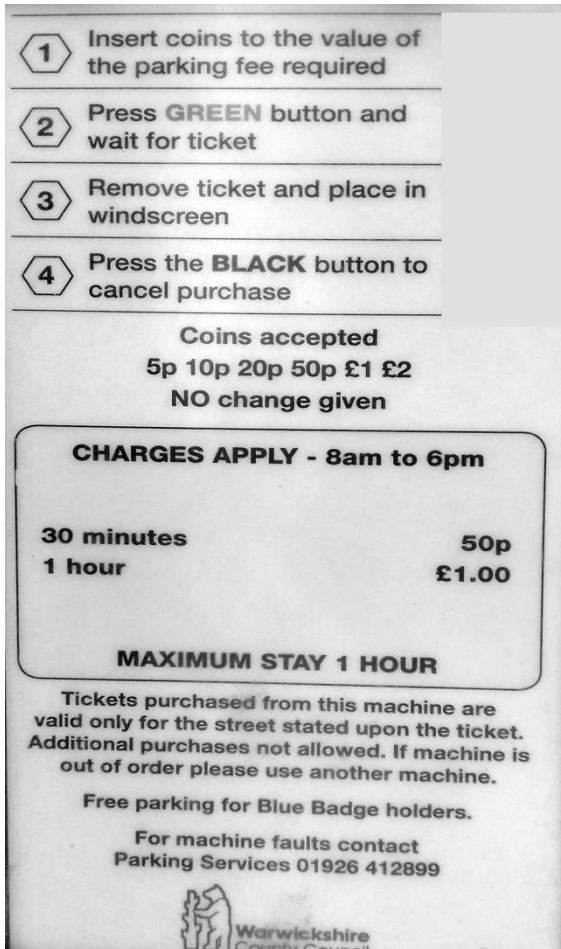 1 Insert coins to the value of
the parking fee required
2 Press GREEN button and
wait for ticket
3 Remove ticket and place in
windscreen
4 Press the BLACK button to
cancel purchase
Coins accepted
5p 10p 20p 50p £1 £2
NO change given
CHARGES APPLY - 8am to 6pm
30 minutes 50p
1 hour £1.00
MAXIMUM STAY 1 HOUR
Tickets purchased from this machine are
valid only for the street stated upon the ticket.
Additional purchases not allowed. If machine is
out of order please use another machine.
Free parking for Blue Badge holders.
For machine faults contact
Parking Services 01926 412899
Warwickshire
County Council